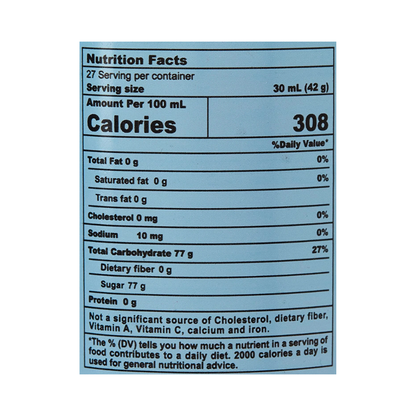 Nutrition Facts
27 Serving per container
Serving size 30 mL (42 g)
Amount Per 100 mL
Calories 308
%Daily Value*
Total Fat 0 g 0%
Saturated fat 0 g 0%
Trans fat 0 g
Cholesterol 0 mg 0%
Sodium 10 mg 0%
Total Carbohydrate 77 g 27%
Dietary fiber 0 g
Sugar 77 g
Protein 0 g
Not a significant source of Cholesterol, dietary fiber,
Vitamin A, Vitamin C, calcium and iron.
*The % (DV) tells you how much a nutrient in a serving of
food contributes to a daily diet. 2000 calories a day is
used for general nutritional advice.